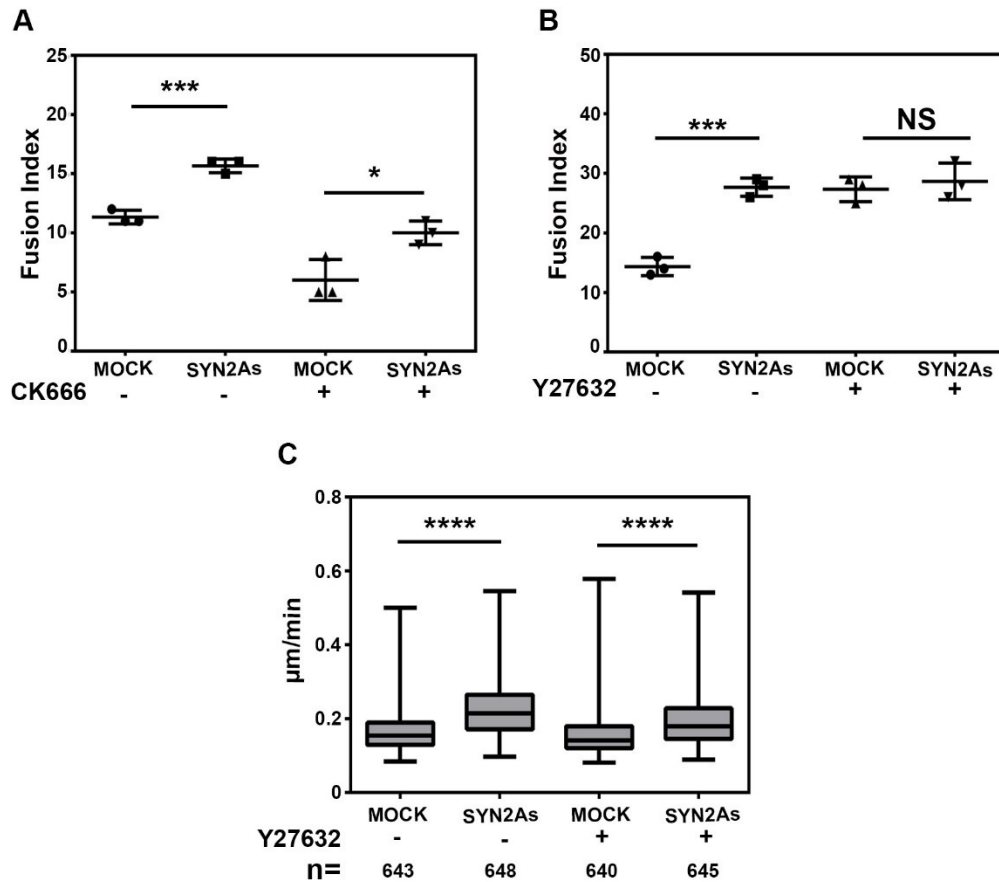 A
25
20
15
10
5
0
Fusion Index
***
*
MOCK SYN2As MOCK SYN2As
CK666 - - + +
B
50
40
30
20
10
0
Fusion Index
***
NS
MOCK SYN2As MOCK SYN2As
Y27632 - - + +
C
0.8
0.6
0.4
0.2
0
µm/min
****
****
MOCK SYN2As MOCK SYN2As
Y27632 - - + +
n= 643 648 640 645